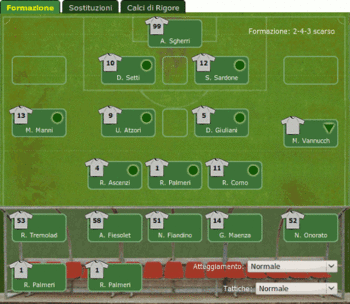 Formazione Sostituzioni Calci di Rigore
99
A. Sgherri
Formazione: 2-4-3 scarso
10 12
D. Setti S. Sardone
13 9 5
M. Manni U. Atzori D. Giuliani M. Vannucch
4 1 11
R. Ascenzi R. Palmeri R. Corno
53 58 51 14 52
R. Tremolad A. Fiesolet N. Fiandino G. Maenza N. Onorato
1
R. Palmeri R. Palmeri
Atteggiamento: Normale
Tattiche: Normale